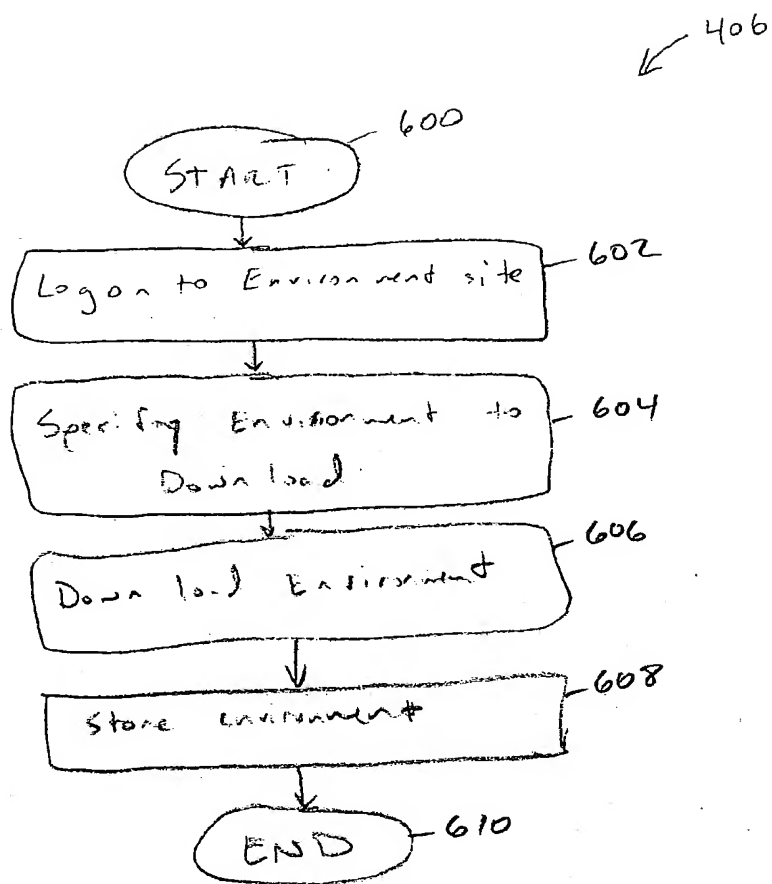 406
START
600
Logon to Environment site
602
Specifying Environment to
Download
604
Download Environment
606
Store environment
608
END
610